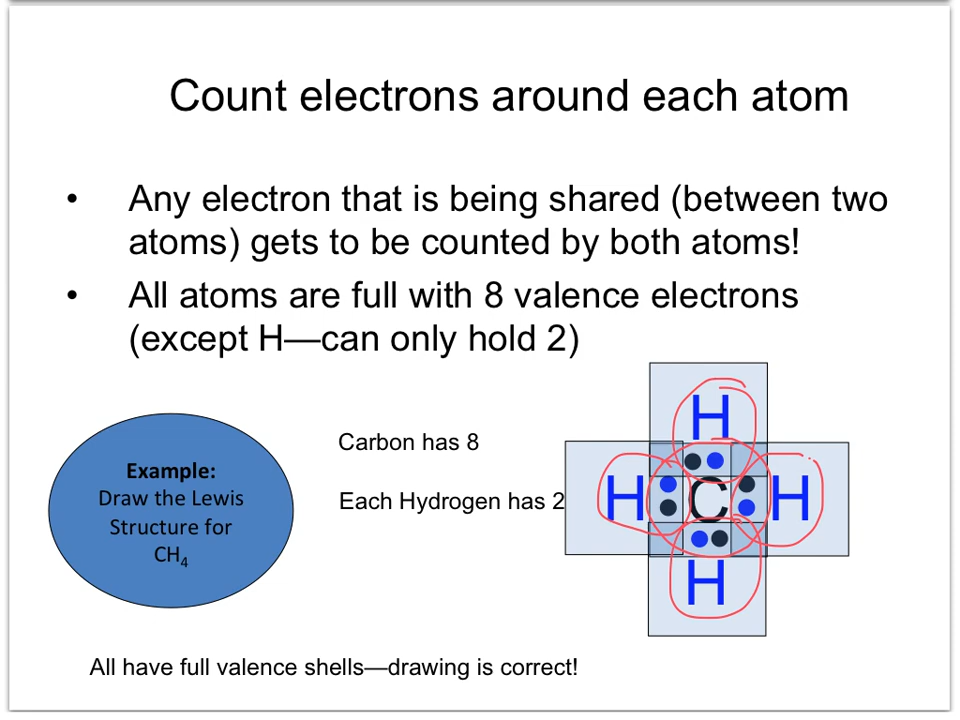 Count electrons around each atom
• Any electron that is being shared (between two
atoms) gets to be counted by both atoms!
• All atoms are full with 8 valence electrons
(except H—can only hold 2)
Example:
Draw the Lewis
Structure for
CH₄
Carbon has 8
Each Hydrogen has 2
H
H C H
H
All have full valence shells—drawing is correct!